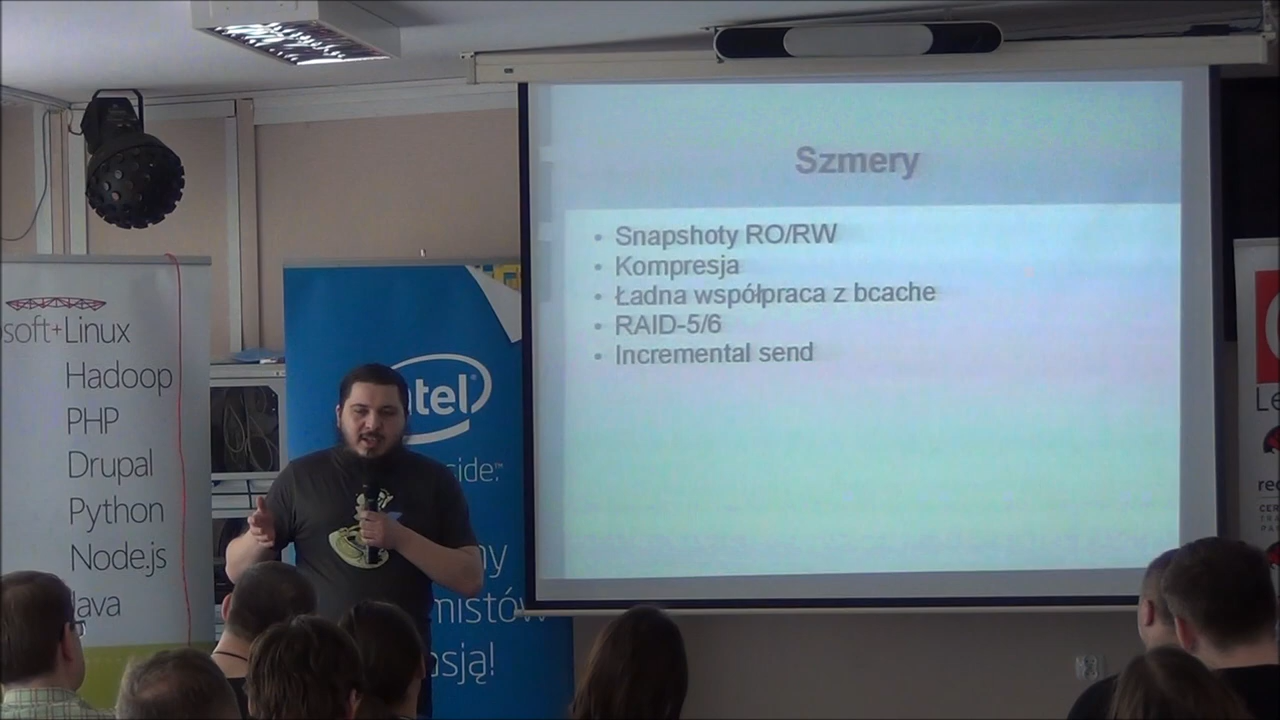 Szmery
Snapshoty RO/RW
Kompresja
Ładna współpraca z bcache
RAID-5/6
Incremental send
soft+Linux
Hadoop
PHP
Drupal
Python
Node.js
Java